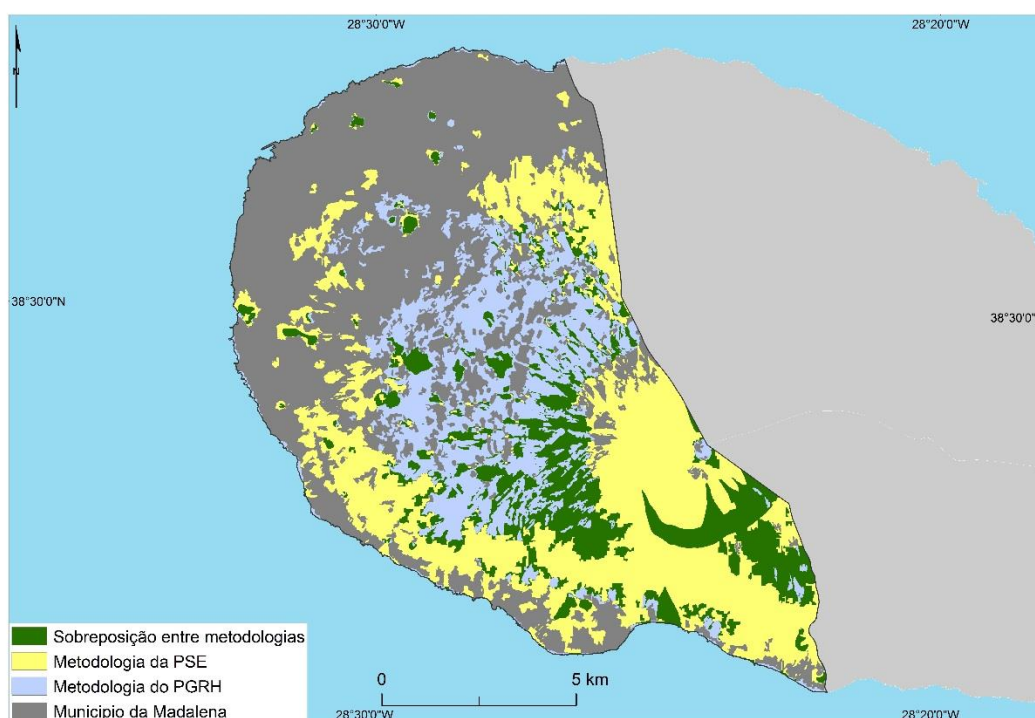 28°30'0"W 28°20'0"W
N
38°30'0"N
38°30'0"
Sobreposição entre metodologias
Metodologia da PSE
Metodologia do PGRH
Município da Madalena
0 5 km
28°30'0"W 28°20'0"W